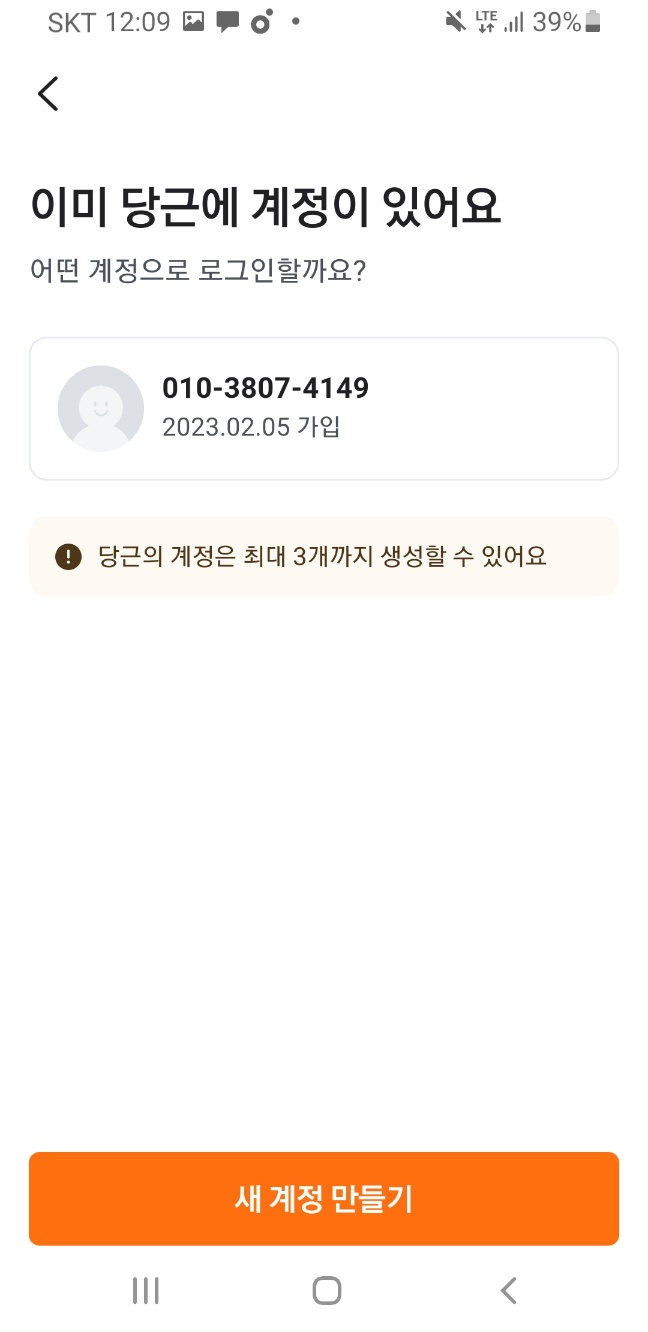 SKT 12:09 LTE 39%
이미 당근에 계정이 있어요
어떤 계정으로 로그인할까요?
010-3807-4149
2023.02.05 가입
당근의 계정은 최대 3개까지 생성할 수 있어요
새 계정 만들기